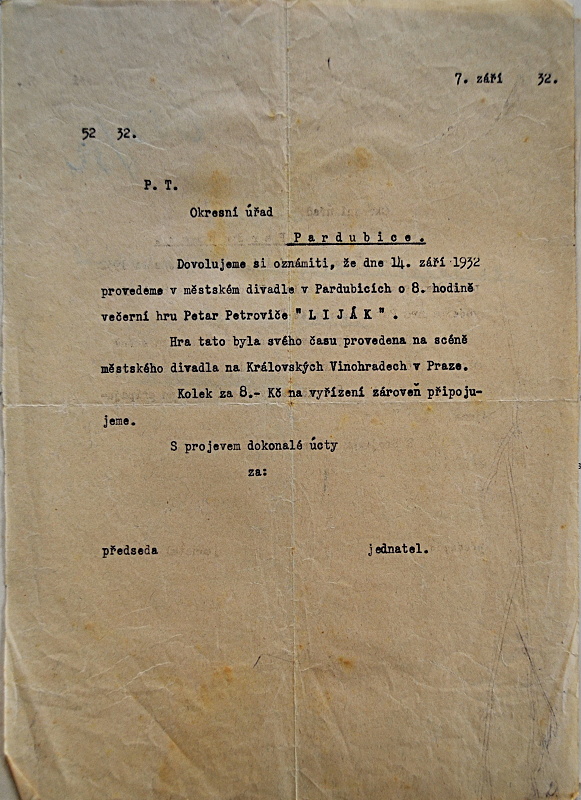 7. září 32.
52 32.
P. T.
Okresní úřad
Pardubice.
Dovolujeme si oznámiti, že dne 14. září 1932
provedeme v městském divadle v Pardubicích o 8. hodině
večerní hru Petar Petroviče "LIJÁK".
Hra tato byla svého času provedena na scéně
městského divadla na Královských Vinohradech v Praze.
Kolek za 8.- Kč na vyřízení zároveň připoju-
jeme.
S projevem dokonalé úcty
za:
předseda jednatel.